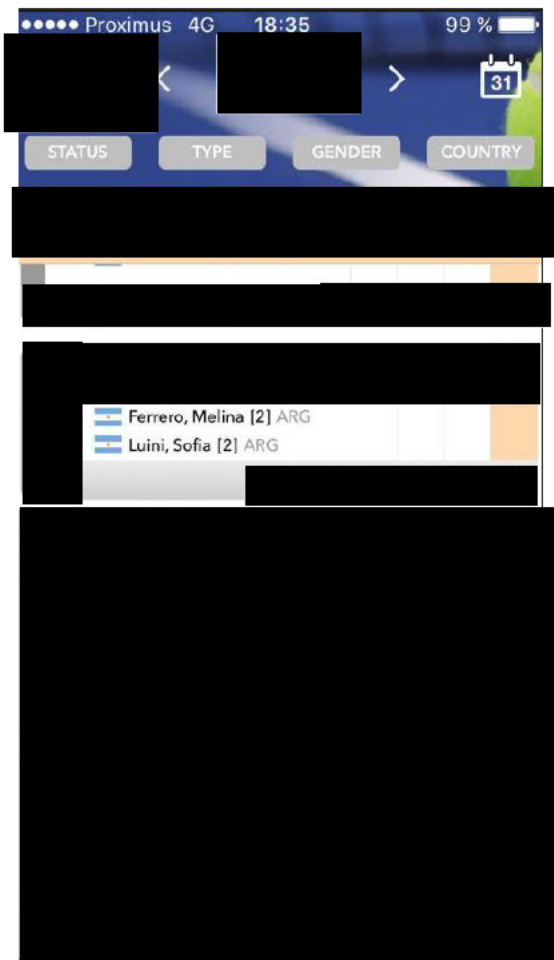 Proximus 4G 18:35 99 %
31
STATUS TYPE GENDER COUNTRY
Ferrero, Melina [2] ARG
Luini, Sofia [2] ARG